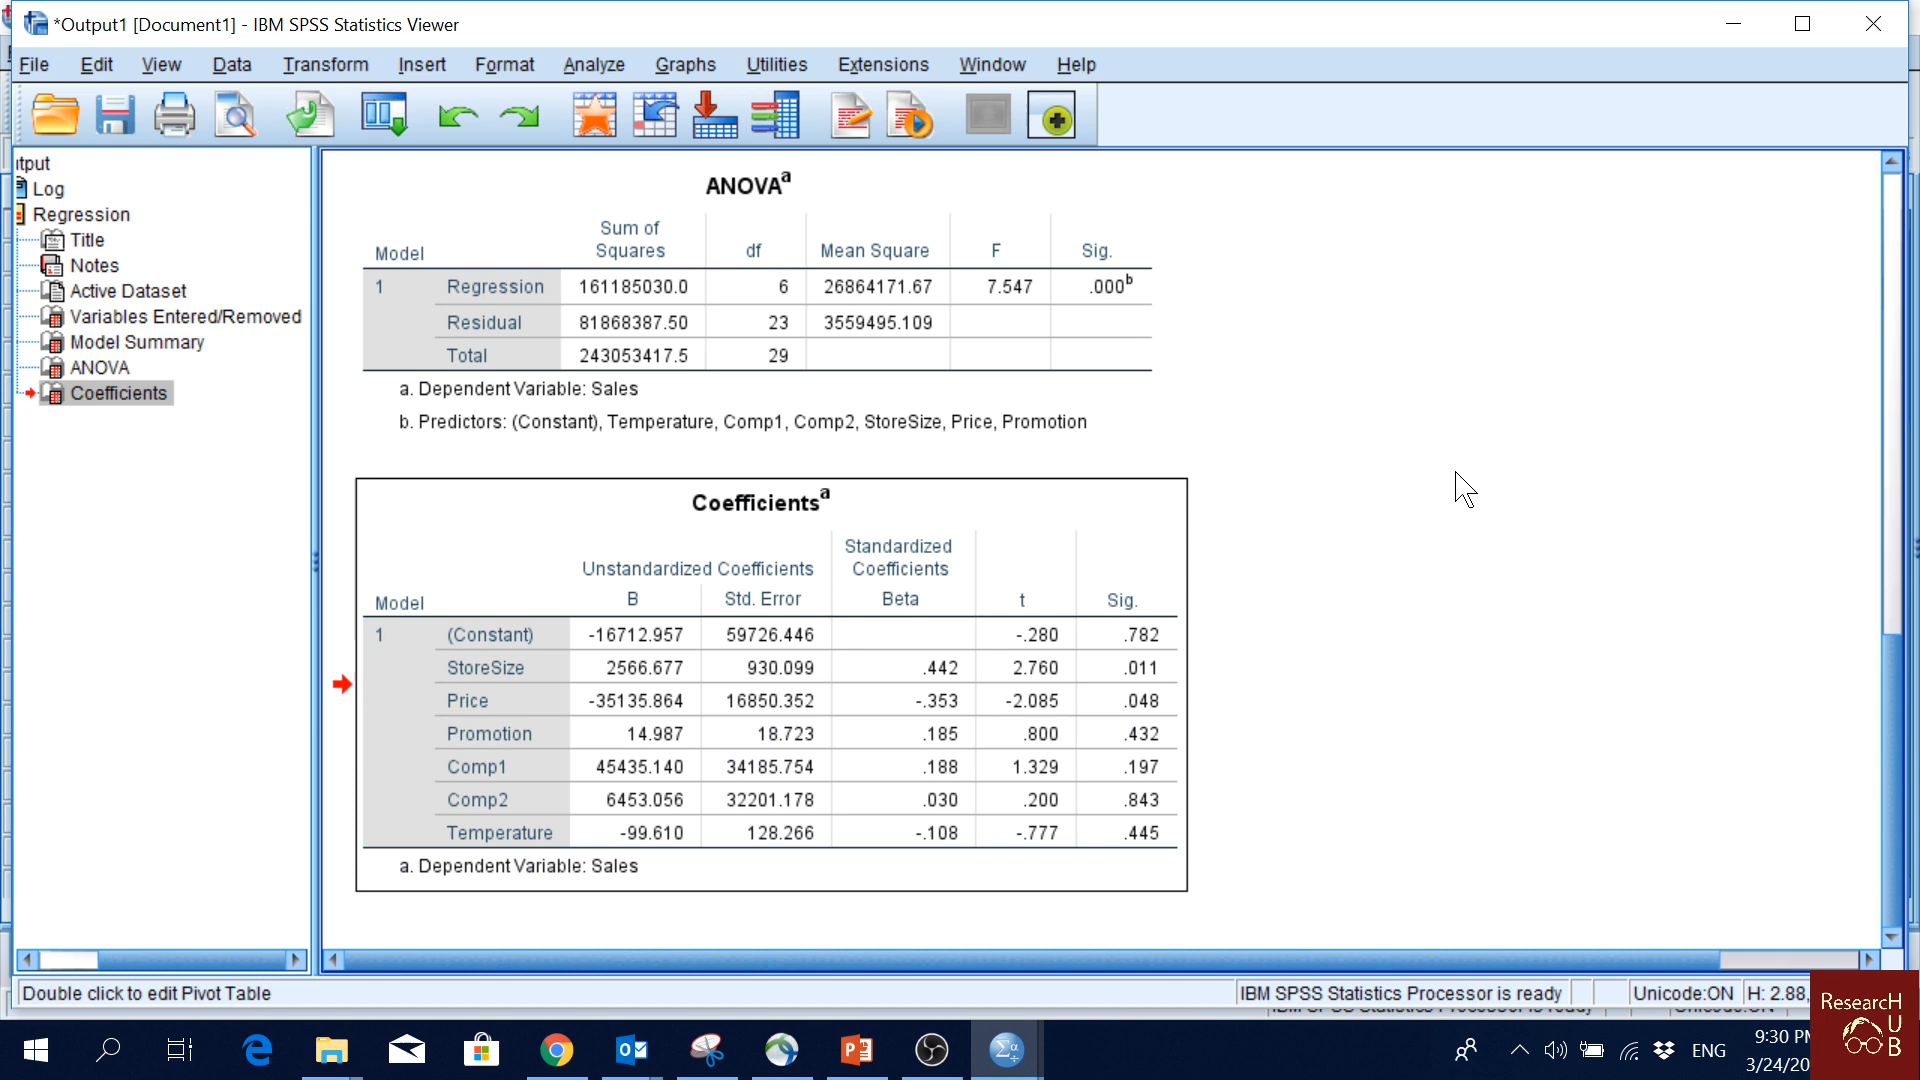 *Output1 [Document1] - IBM SPSS Statistics Viewer
File Edit View Data Transform Insert Format Analyze Graphs Utilities Extensions Window Help
Log
Regression
Title
Notes
Active Dataset
Variables Entered/Removed
Model Summary
ANOVA
Coefficients
ANOVAa
Model Sum of Squares df Mean Square F Sig.
1 Regression 161185030.0 6 26864171.67 7.547 .000b
Residual 81868387.50 23 3559495.109
Total 243053417.5 29
a. Dependent Variable: Sales
b. Predictors: (Constant), Temperature, Comp1, Comp2, StoreSize, Price, Promotion
Coefficientsa
Unstandardized Coefficients Standardized Coefficients
Model B Std. Error Beta t Sig.
1 (Constant) -16712.957 59726.446 -.280 .782
StoreSize 2566.677 930.099 .442 2.760 .011
Price -35135.864 16850.352 -.353 -2.085 .048
Promotion 14.987 18.723 .185 .800 .432
Comp1 45435.140 34185.754 .188 1.329 .197
Comp2 6453.056 32201.178 .030 .200 .843
Temperature -99.610 128.266 -.108 -.777 .445
a. Dependent Variable: Sales
Double click to edit Pivot Table IBM SPSS Statistics Processor is ready Unicode:ON H: 2.88,
ResearcH
U
B
ENG
9:30
3/24/20